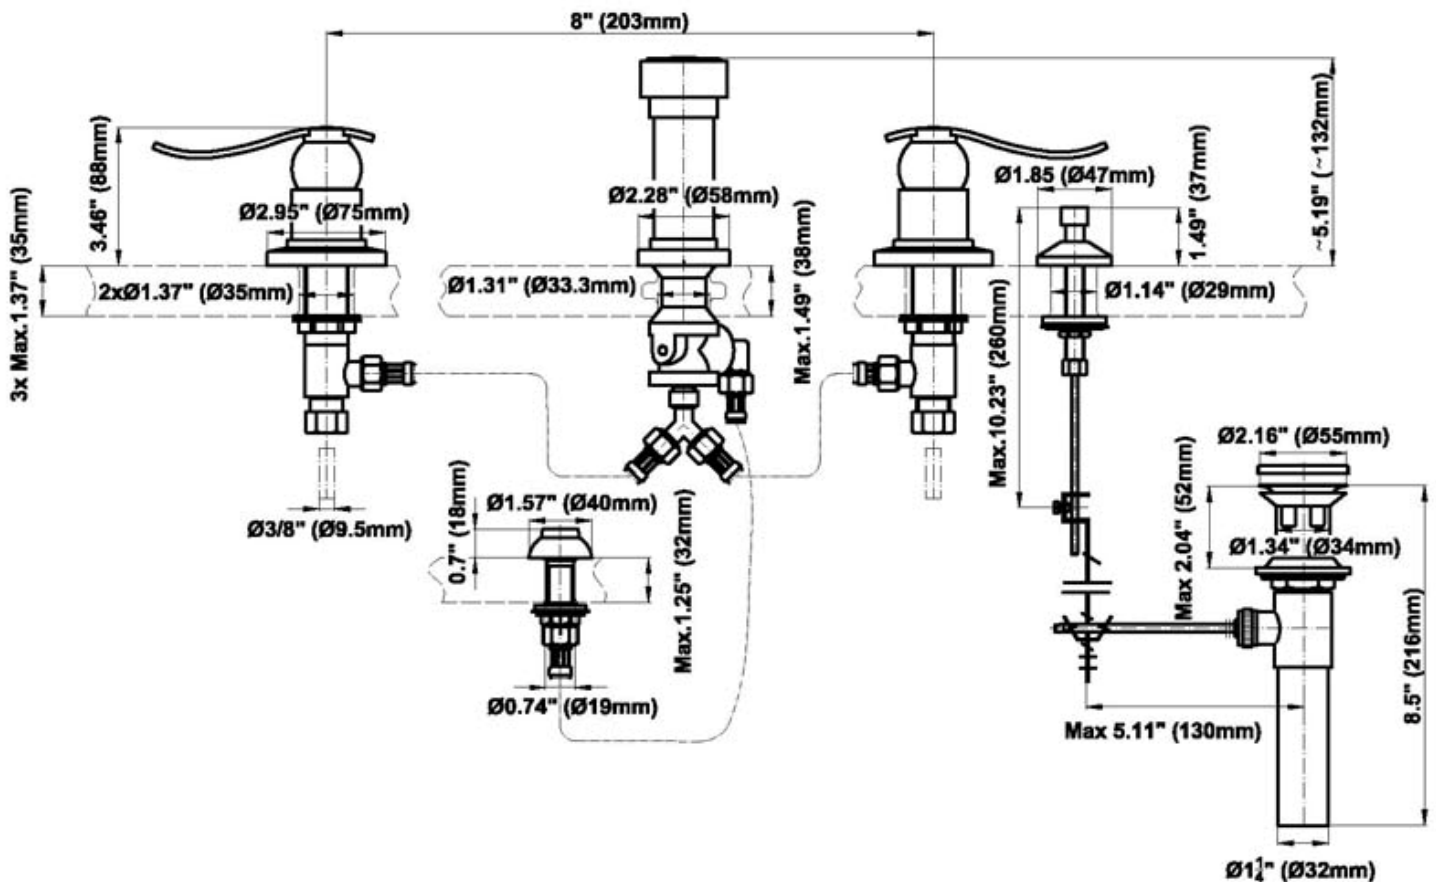 8" (203mm)
3.46" (88mm)
~5.19" (~132mm)
Ø1.85 (Ø47mm)
1.49" (37mm)
Ø2.95" (Ø75mm)
Ø2.28" (Ø58mm)
3x Max.1.37" (35mm)
2xØ1.37" (Ø35mm)
Ø1.31" (Ø33.3mm)
Max.1.49" (38mm)
Ø1.14" (Ø29mm)
Max.10.23" (260mm)
Ø2.16" (Ø55mm)
Ø3/8" (Ø9.5mm)
Ø1.57" (Ø40mm)
0.7" (18mm)
Max.1.25" (32mm)
Max 2.04" (52mm)
Ø1.34" (Ø34mm)
8.5" (216mm)
Ø0.74" (Ø19mm)
Max 5.11" (130mm)
Ø1¼" (Ø32mm)